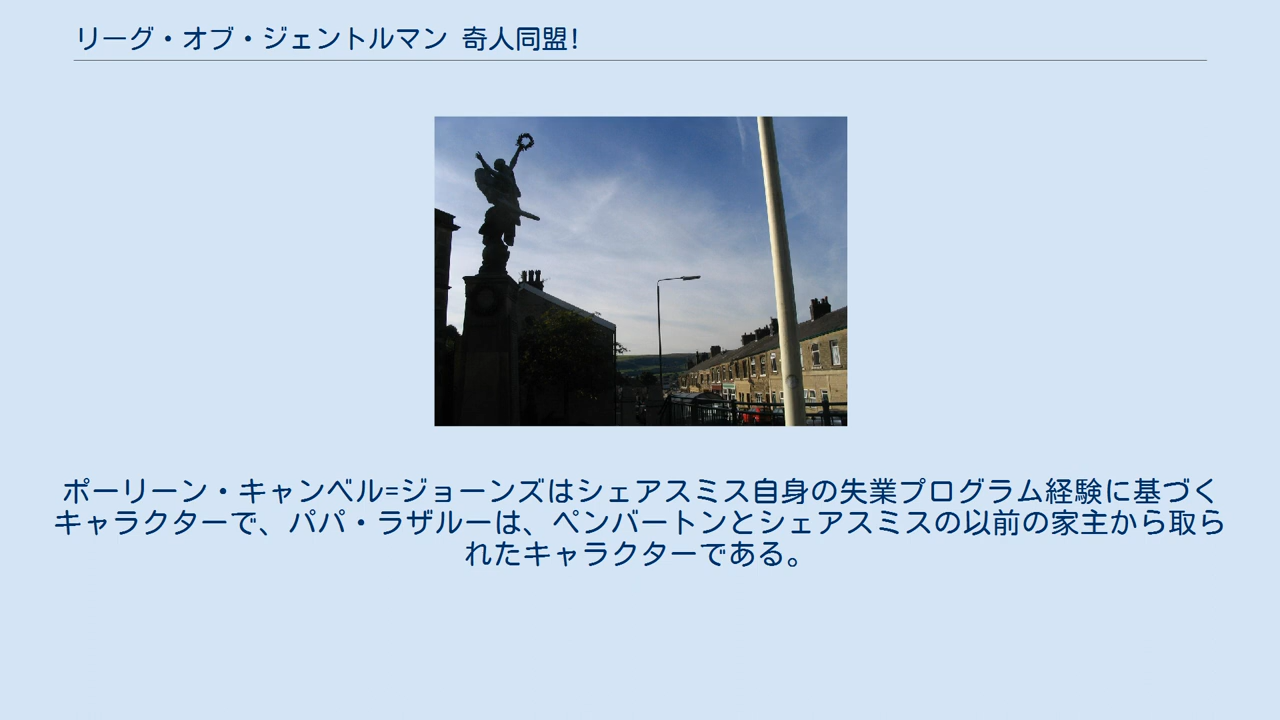 リーグ・オブ・ジェントルマン 奇人同盟!
ポーリーン・キャンベル=ジョーンズはシェアスミス自身の失業プログラム経験に基づく
キャラクターで、パパ・ラザルーは、ペンバートンとシェアスミスの以前の家主から取ら
れたキャラクターである。